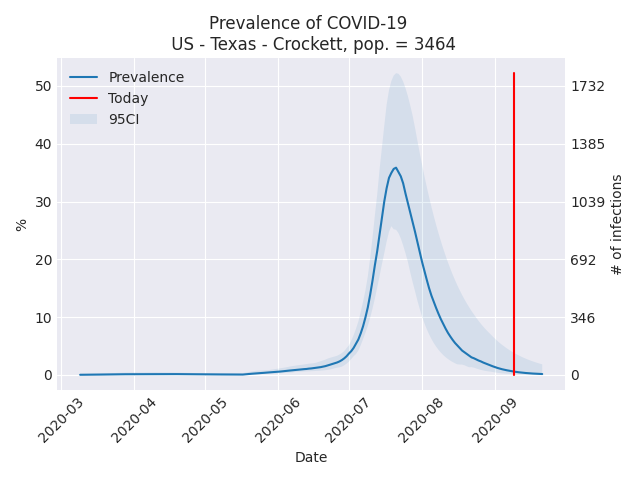 Prevalence of COVID-19
US - Texas - Crockett, pop. = 3464
Prevalence
Today
95CI
50
40
30
20
10
0
%
1732
1385
1039
692
346
0
# of infections
2020-03
2020-04
2020-05
2020-06
2020-07
2020-08
2020-09
Date